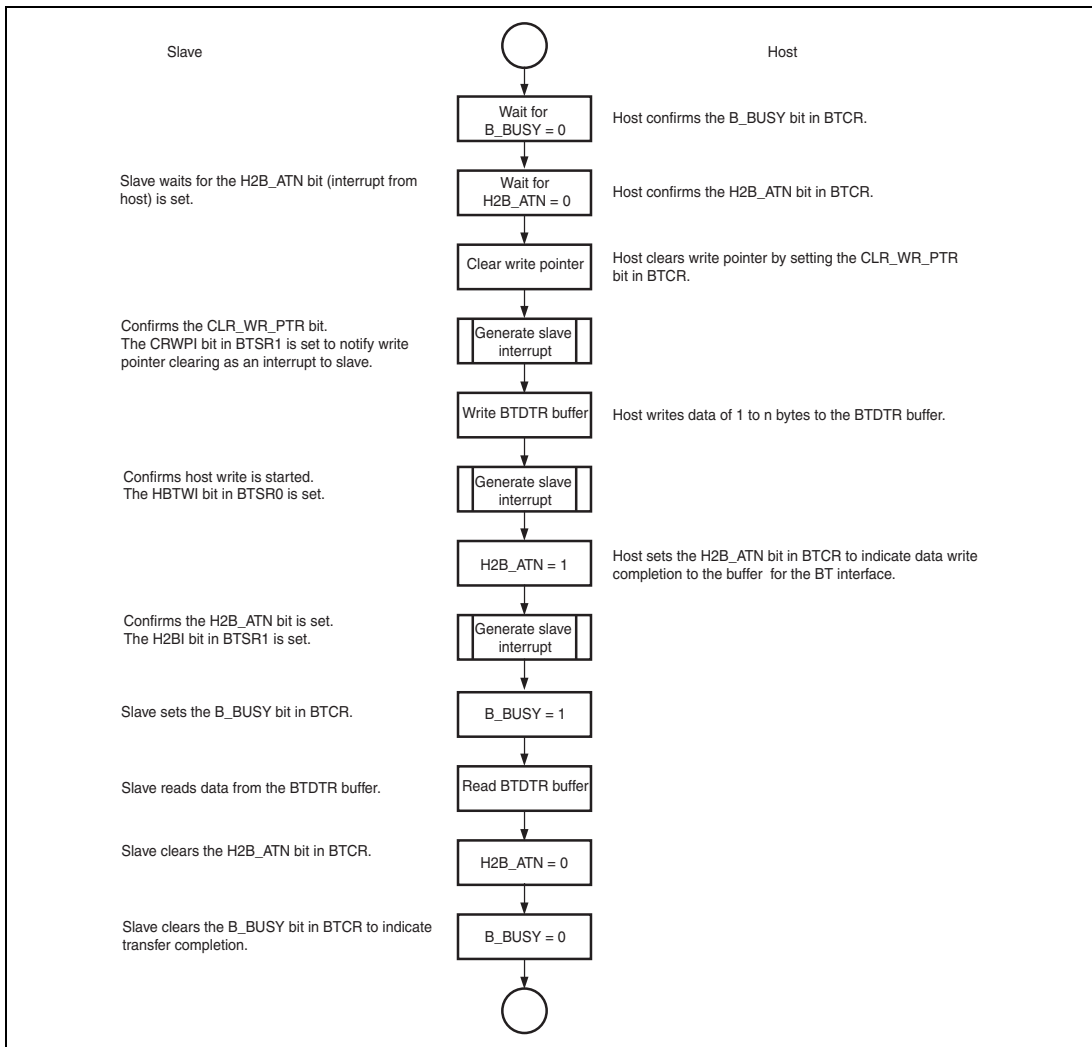 Slave
Host
Wait for
B_BUSY = 0
Host confirms the B_BUSY bit in BTCR.
Slave waits for the H2B_ATN bit (interrupt from
host) is set.
Wait for
H2B_ATN = 0
Host confirms the H2B_ATN bit in BTCR.
Clear write pointer
Host clears write pointer by setting the CLR_WR_PTR
bit in BTCR.
Confirms the CLR_WR_PTR bit.
The CRWPI bit in BTSR1 is set to notify write
pointer clearing as an interrupt to slave.
Generate slave
interrupt
Write BTDTR buffer
Host writes data of 1 to n bytes to the BTDTR buffer.
Confirms host write is started.
The HBTWI bit in BTSR0 is set.
Generate slave
interrupt
H2B_ATN = 1
Host sets the H2B_ATN bit in BTCR to indicate data write
completion to the buffer for the BT interface.
Confirms the H2B_ATN bit is set.
The H2BI bit in BTSR1 is set.
Generate slave
interrupt
Slave sets the B_BUSY bit in BTCR.
B_BUSY = 1
Slave reads data from the BTDTR buffer.
Read BTDTR buffer
Slave clears the H2B_ATN bit in BTCR.
H2B_ATN = 0
Slave clears the B_BUSY bit in BTCR to indicate
transfer completion.
B_BUSY = 0